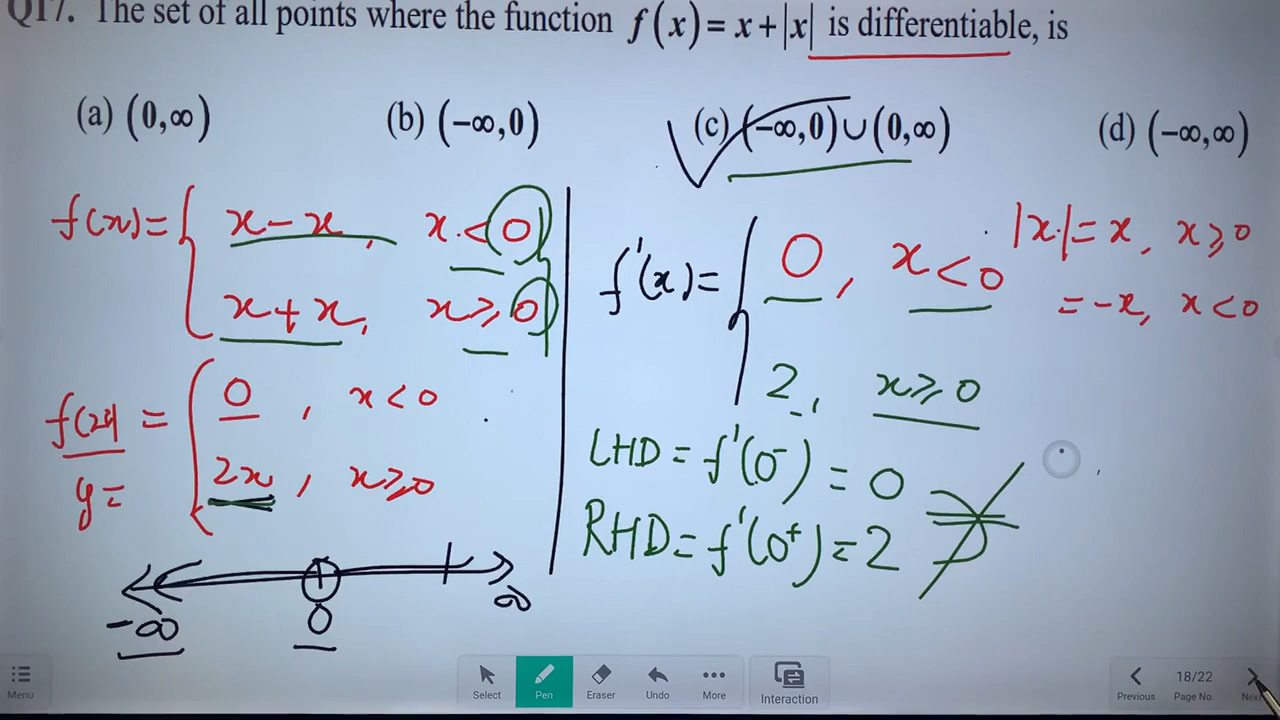 Q17. The set of all points where the function f(x) = x + |x| is differentiable, is
(a) (0,∞) (b) (-∞,0) (c) (-∞,0)∪(0,∞) (d) (-∞,∞)
f(x) = { x - x, x < 0
x + x, x ≥ 0
f(x) = { 0, x < 0
y = 2x, x ≥ 0
-∞ 0 ∞
f'(x) = { 0, x < 0
2, x ≥ 0
|x| = x, x ≥ 0
= -x, x < 0
LHD = f'(0⁻) = 0
RHD = f'(0⁺) = 2
Menu
Select Pen Eraser Undo More Interaction
Previous 18/22 Page No.